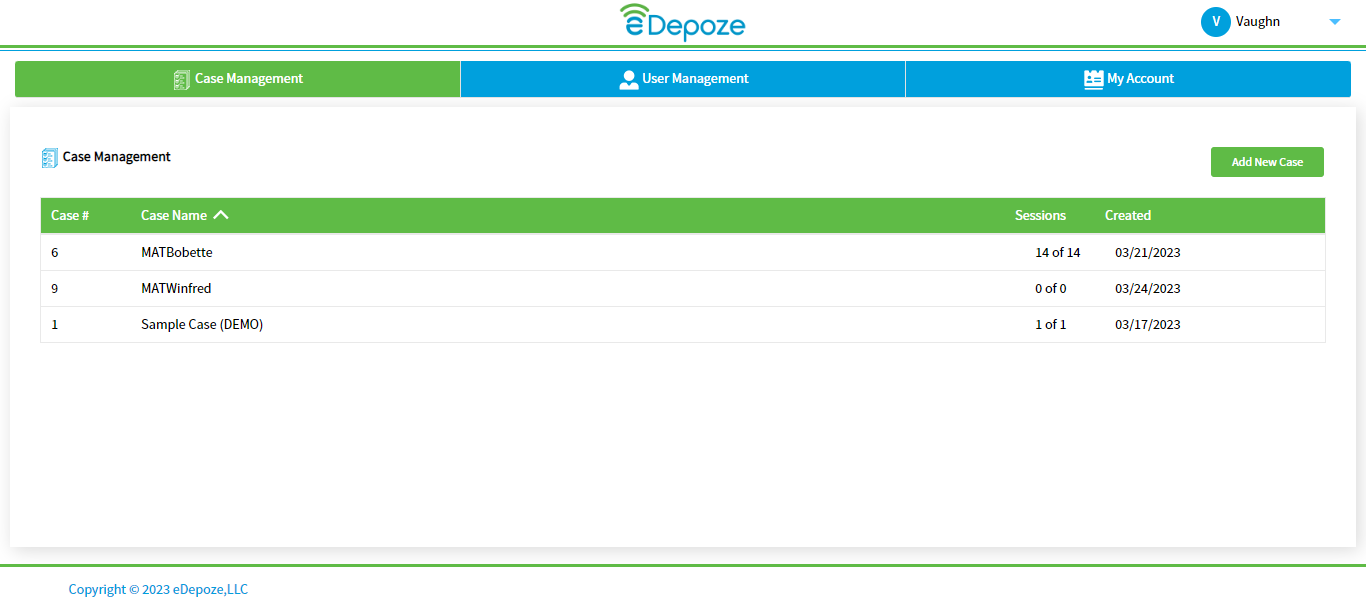 eDepoze
V Vaughn
Case Management User Management My Account
Case Management
Add New Case
Case # Case Name Sessions Created
6 MATBobette 14 of 14 03/21/2023
9 MATWinfred 0 of 0 03/24/2023
1 Sample Case (DEMO) 1 of 1 03/17/2023
Copyright © 2023 eDepoze,LLC